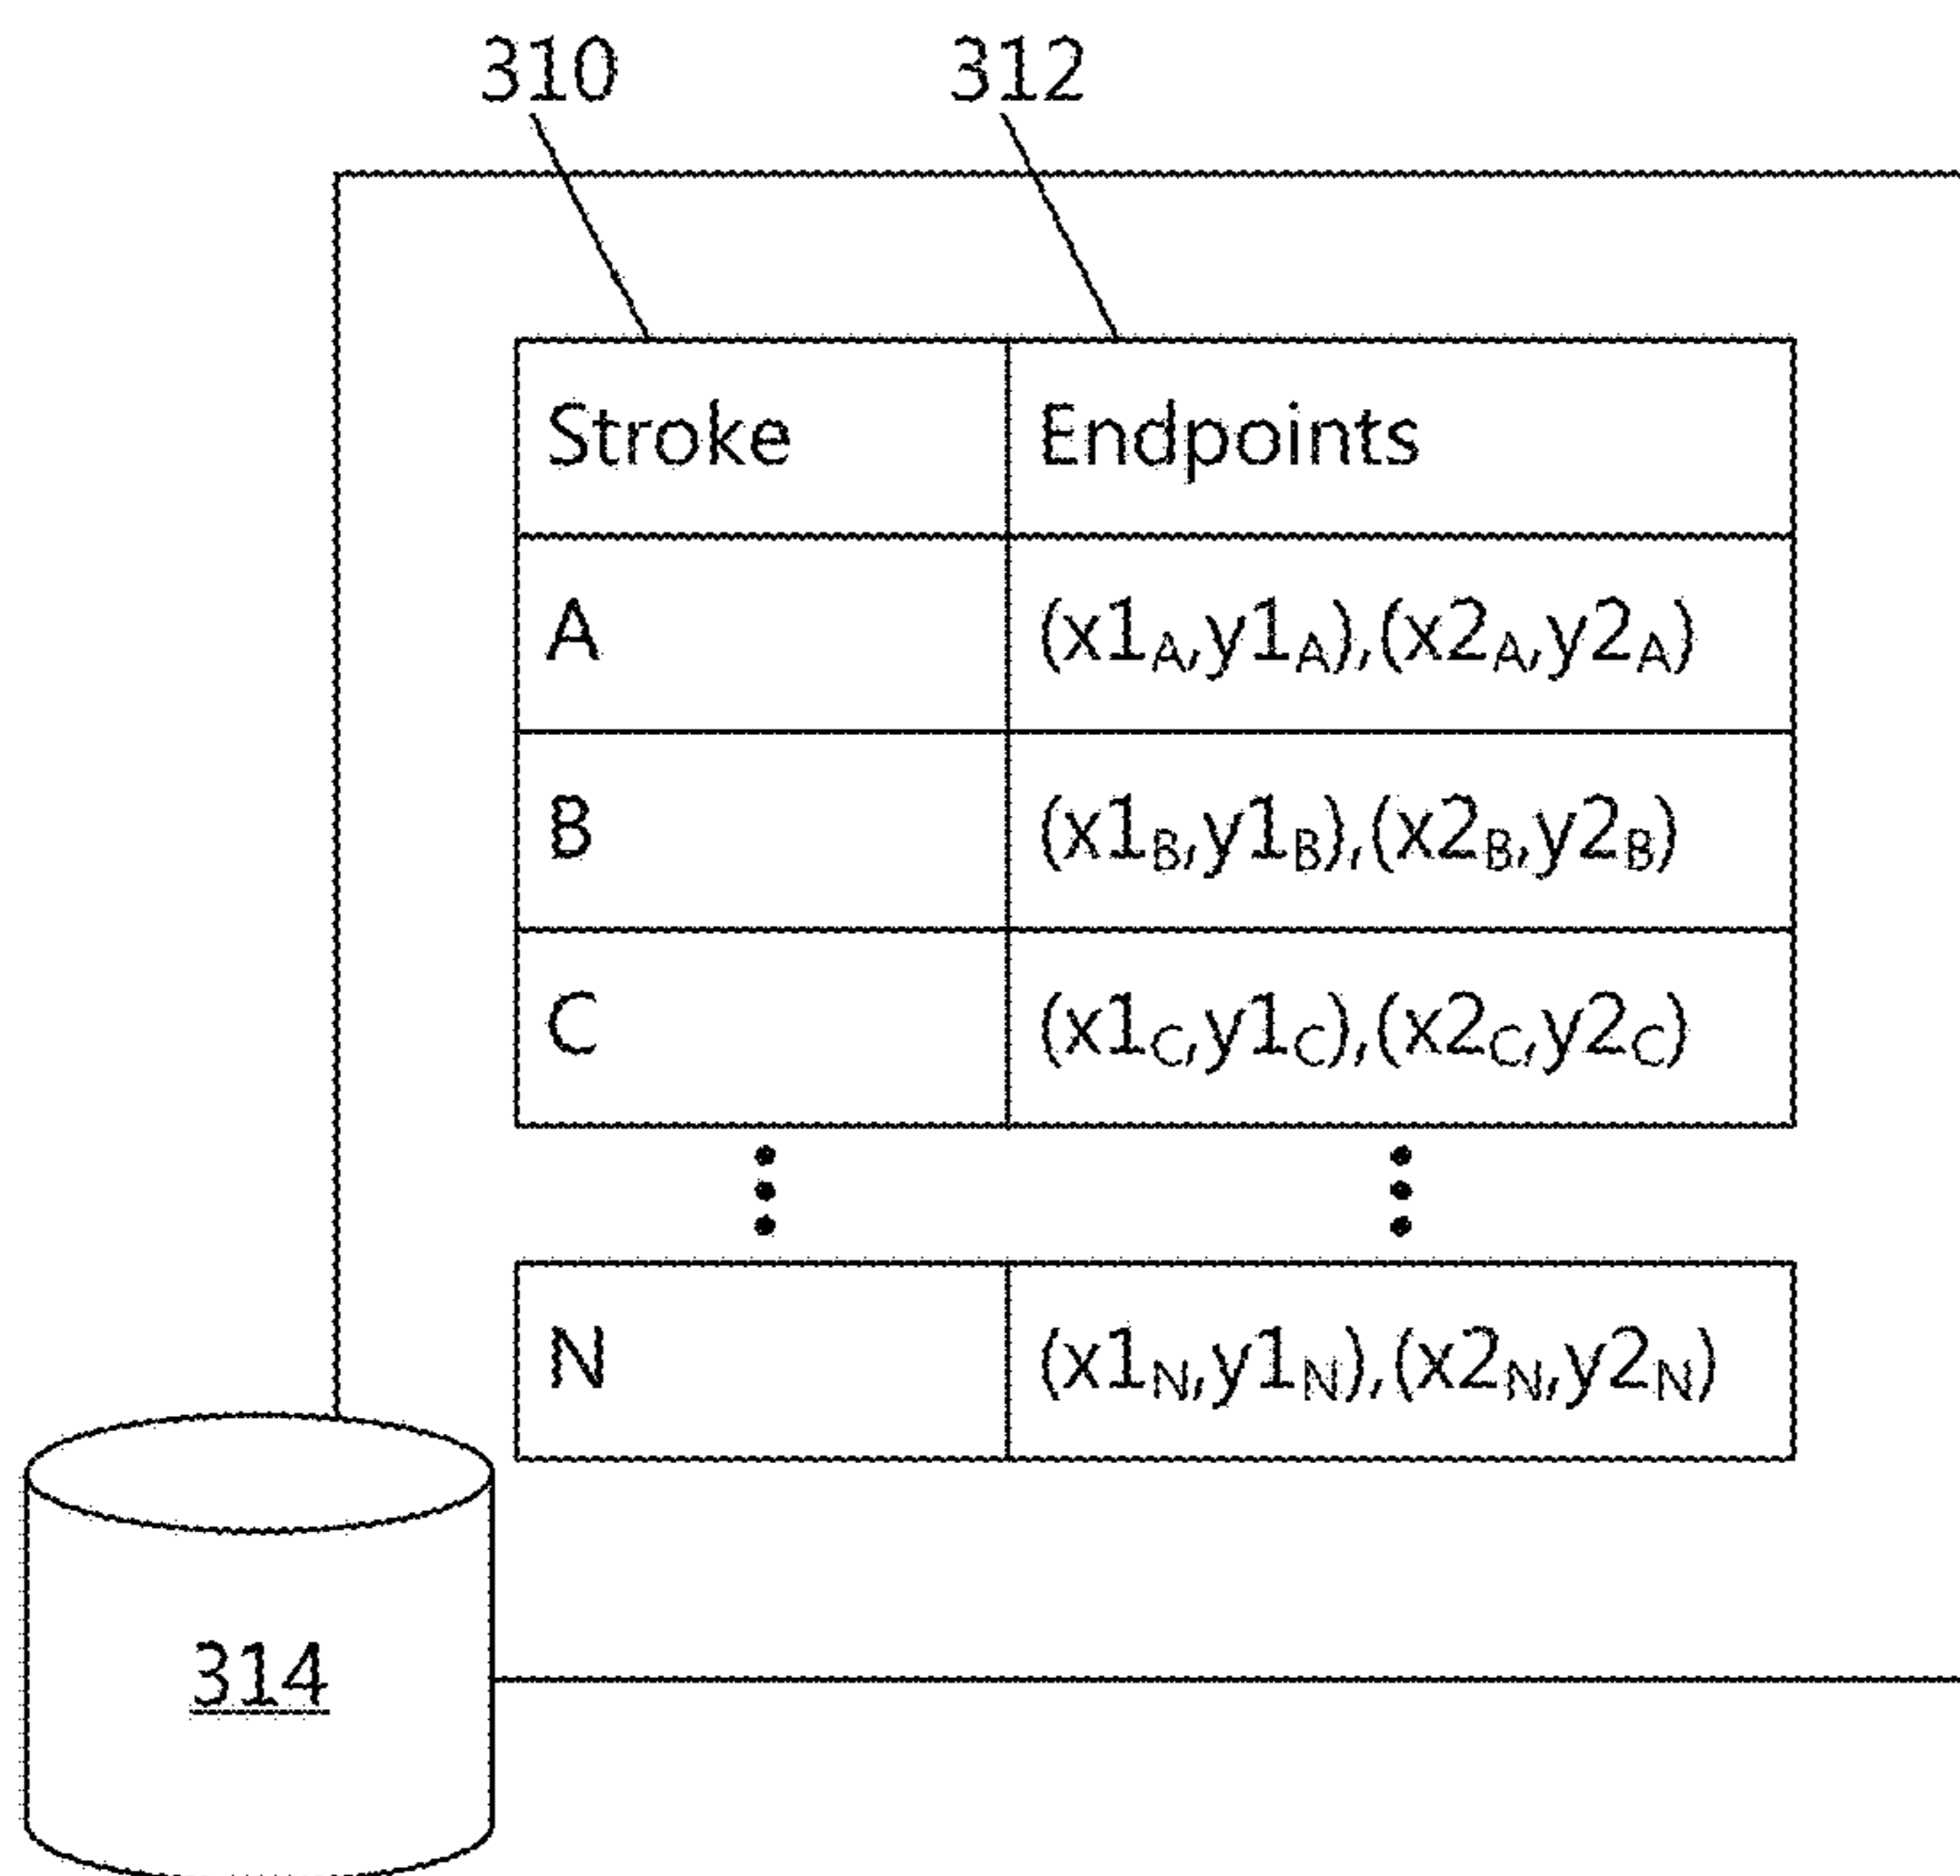 310 312
Stroke Endpoints
A (x1A,y1A),(x2A,y2A)
B (x1B,y1B),(x2B,y2B)
C (x1C,y1C),(x2C,y2C)
N (x1N,y1N),(x2N,y2N)
314